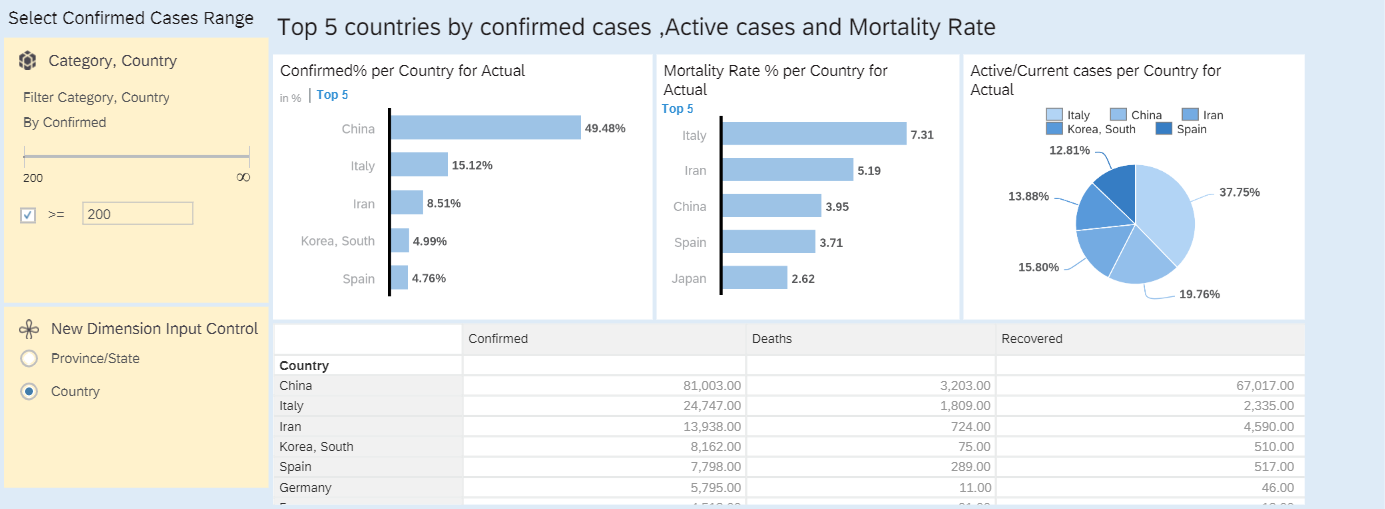 Select Confirmed Cases Range
Category, Country
Filter Category, Country
By Confirmed
200 ∞
>= 200
New Dimension Input Control
Province/State
Country
Top 5 countries by confirmed cases ,Active cases and Mortality Rate
Confirmed% per Country for Actual
in % | Top 5
China 49.48%
Italy 15.12%
Iran 8.51%
Korea, South 4.99%
Spain 4.76%
Mortality Rate % per Country for
Actual
Top 5
Italy 7.31
Iran 5.19
China 3.95
Spain 3.71
Japan 2.62
Active/Current cases per Country for
Actual
Italy China Iran
Korea, South Spain
12.81%
37.75%
13.88%
15.80%
19.76%
Confirmed Deaths Recovered
Country
China 81,003.00 3,203.00 67,017.00
Italy 24,747.00 1,809.00 2,335.00
Iran 13,938.00 724.00 4,590.00
Korea, South 8,162.00 75.00 510.00
Spain 7,798.00 289.00 517.00
Germany 5,795.00 11.00 46.00